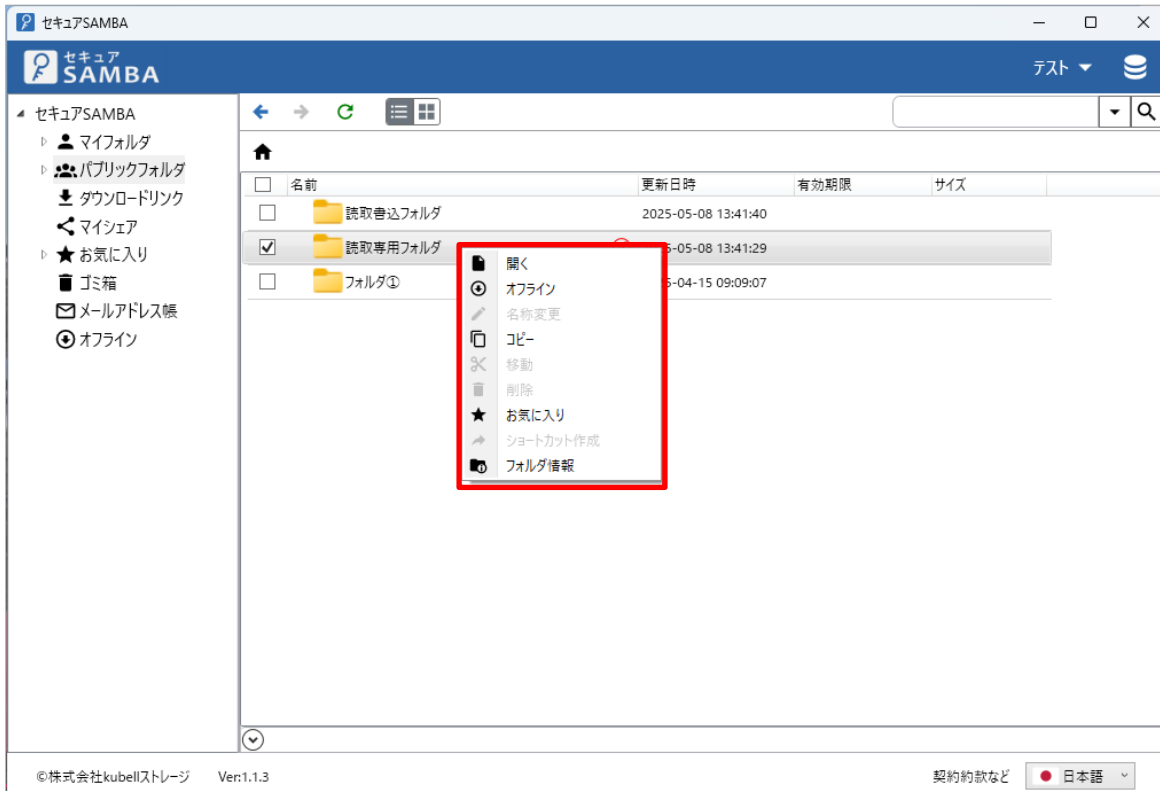 セキュアSAMBA
セキュア
SAMBA
テスト
セキュアSAMBA
マイフォルダ
パブリックフォルダ
ダウンロードリンク
マイシェア
お気に入り
ゴミ箱
メールアドレス帳
オフライン
名前 更新日時 有効期限 サイズ
読取書込フォルダ 2025-05-08 13:41:40
読取専用フォルダ 5-05-08 13:41:29
フォルダ① 5-04-15 09:09:07
開く
オフライン
名称変更
コピー
移動
削除
お気に入り
ショートカット作成
フォルダ情報
©株式会社kubellストレージ Ver:1.1.3 契約約款など 日本語